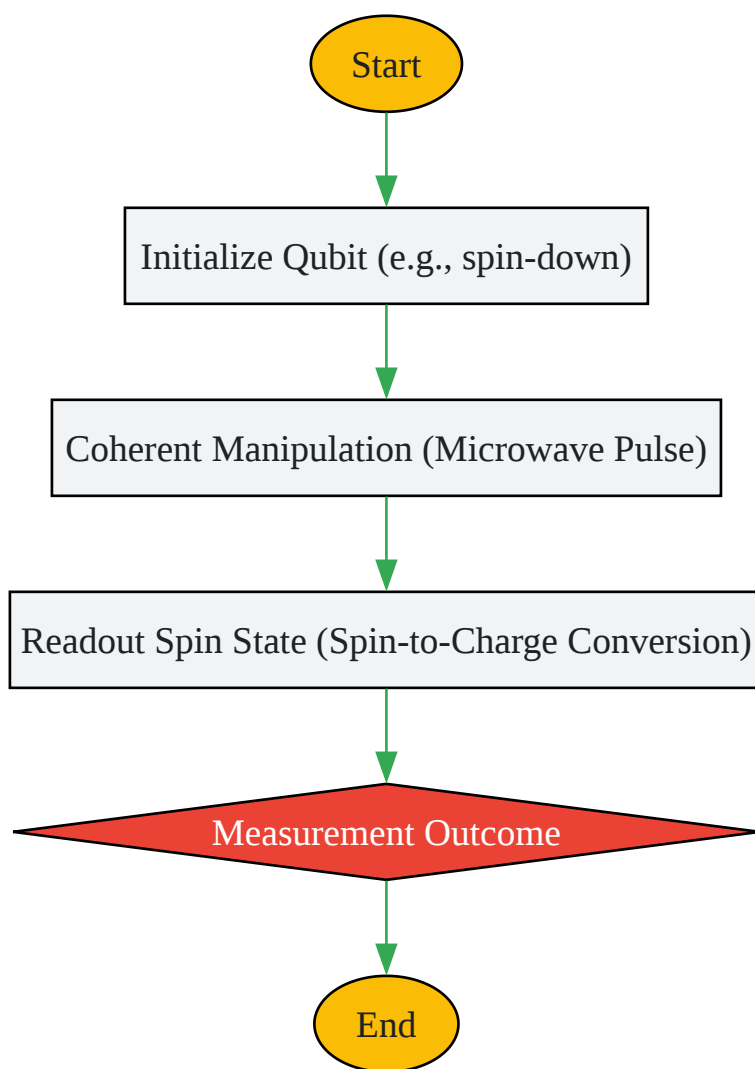 Start
Initialize Qubit (e.g., spin-down)
Coherent Manipulation (Microwave Pulse)
Readout Spin State (Spin-to-Charge Conversion)
Measurement Outcome
End